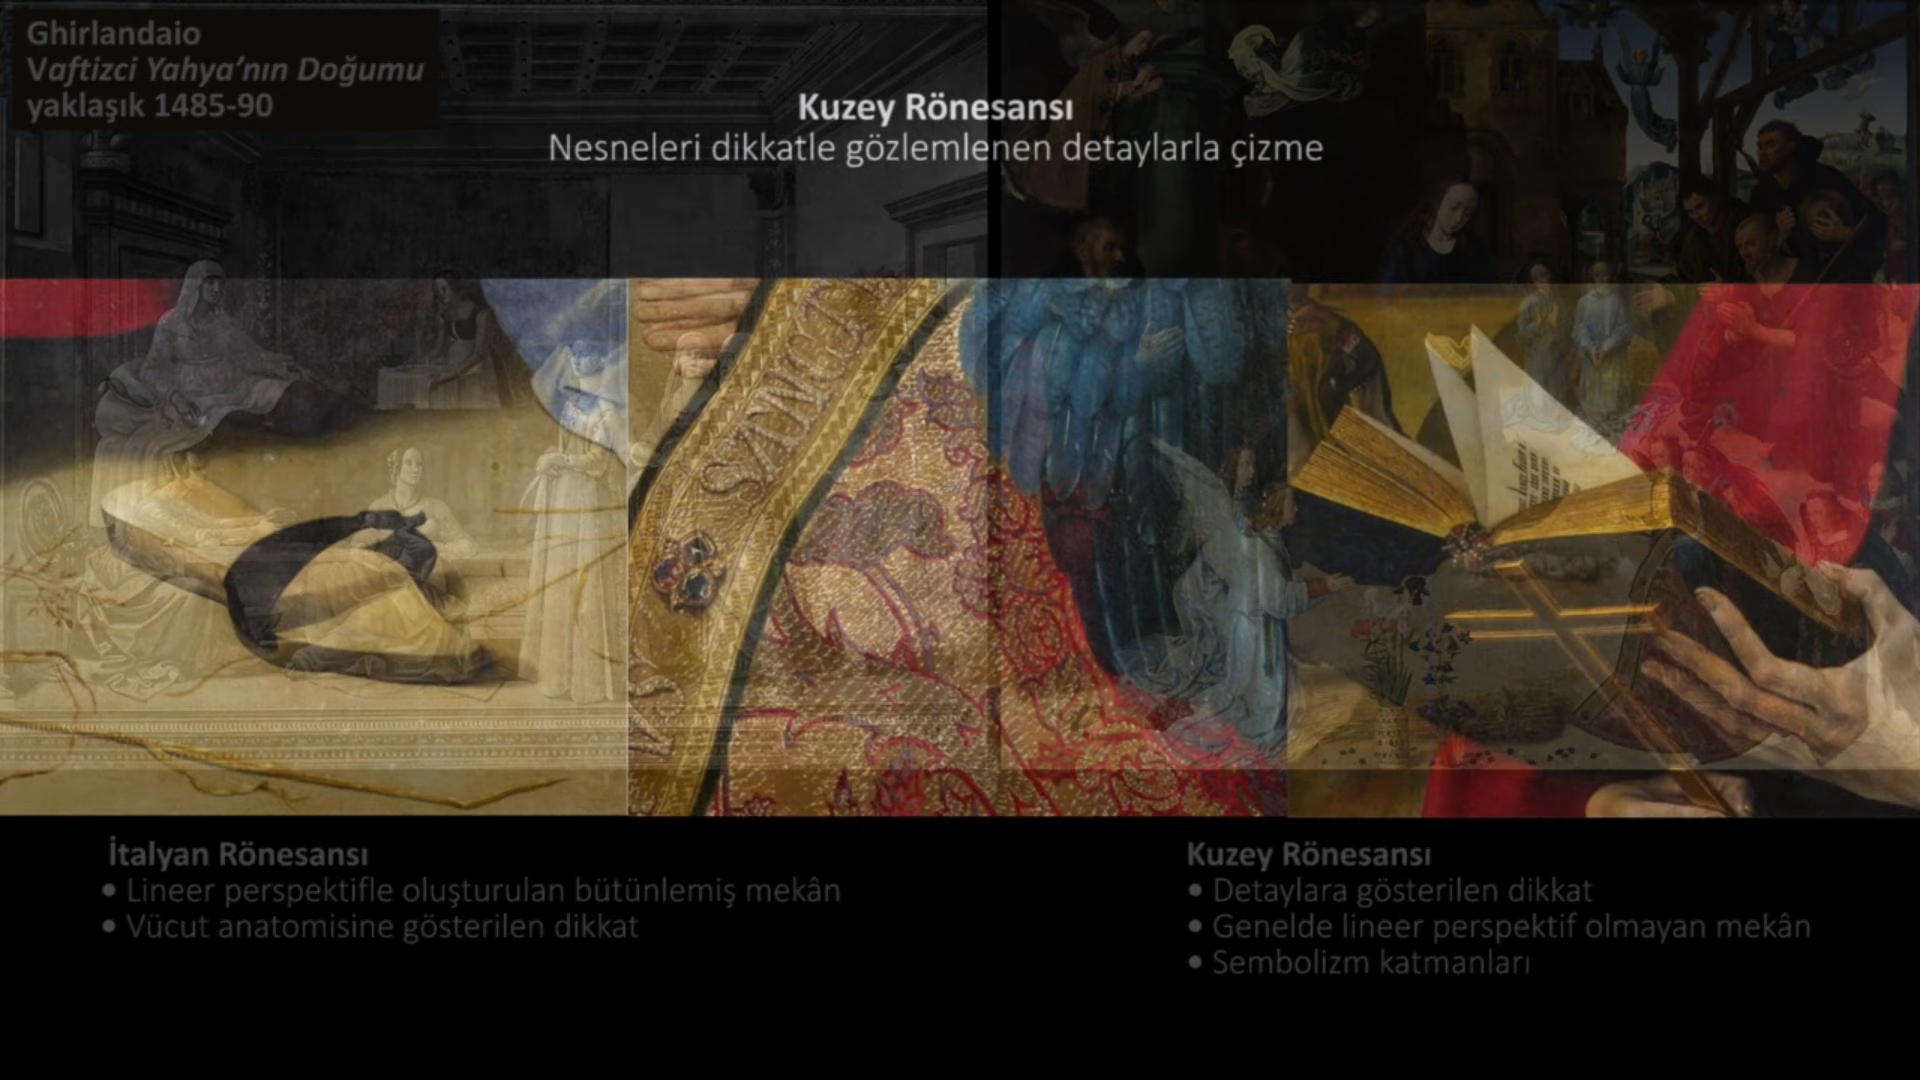 Ghirlandaio
Vaftizci Yahya’nın Doğumu
yaklaşık 1485-90
Kuzey Rönesansı
Nesneleri dikkatle gözlemlenen detaylarla çizme
SANCT
İtalyan Rönesansı
• Lineer perspektifle oluşturulan bütünlemiş mekân
• Vücut anatomisine gösterilen dikkat
Kuzey Rönesansı
• Detaylara gösterilen dikkat
• Genelde lineer perspektif olmayan mekân
• Sembolizm katmanları